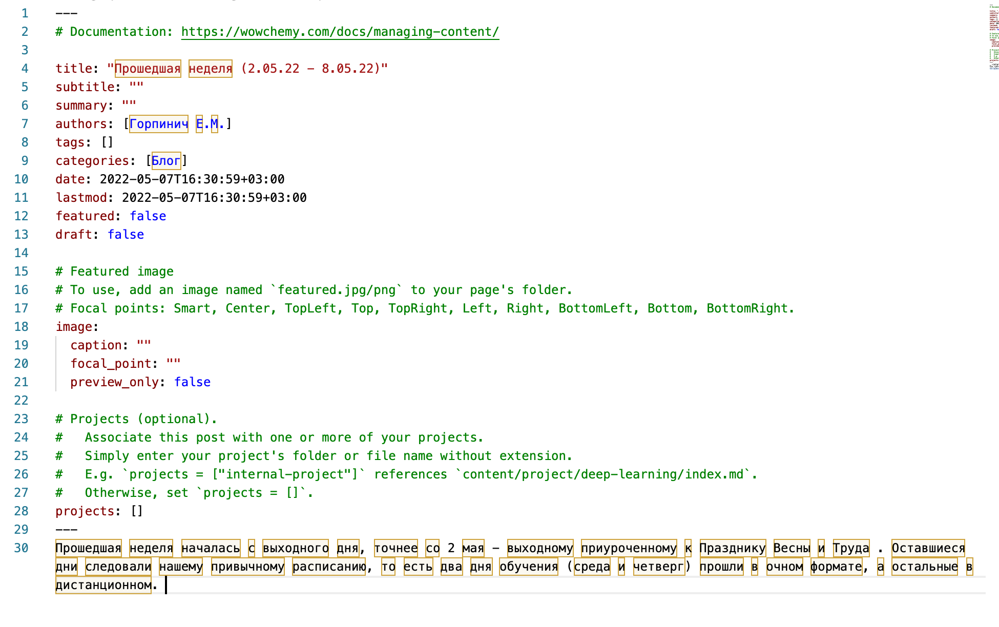 1 ---
2 # Documentation: https://wowchemy.com/docs/managing-content/
3
4 title: "Прошедшая неделя (2.05.22 - 8.05.22)"
5 subtitle: ""
6 summary: ""
7 authors: [Горпинич Е.М.]
8 tags: []
9 categories: [Блог]
10 date: 2022-05-07T16:30:59+03:00
11 lastmod: 2022-05-07T16:30:59+03:00
12 featured: false
13 draft: false
14
15 # Featured image
16 # To use, add an image named `featured.jpg/png` to your page's folder.
17 # Focal points: Smart, Center, TopLeft, Top, TopRight, Left, Right, BottomLeft, Bottom, BottomRight.
18 image:
19   caption: ""
20   focal_point: ""
21   preview_only: false
22
23 # Projects (optional).
24 #   Associate this post with one or more of your projects.
25 #   Simply enter your project's folder or file name without extension.
26 #   E.g. `projects = ["internal-project"]` references `content/project/deep-learning/index.md`.
27 #   Otherwise, set `projects = []`.
28 projects: []
29 ---
30 Прошедшая неделя началась с выходного дня, точнее со 2 мая - выходному приуроченному к Празднику Весны и Труда . Оставшиеся
дни следовали нашему привычному расписанию, то есть два дня обучения (среда и четверг) прошли в очном формате, а остальные в
дистанционном.